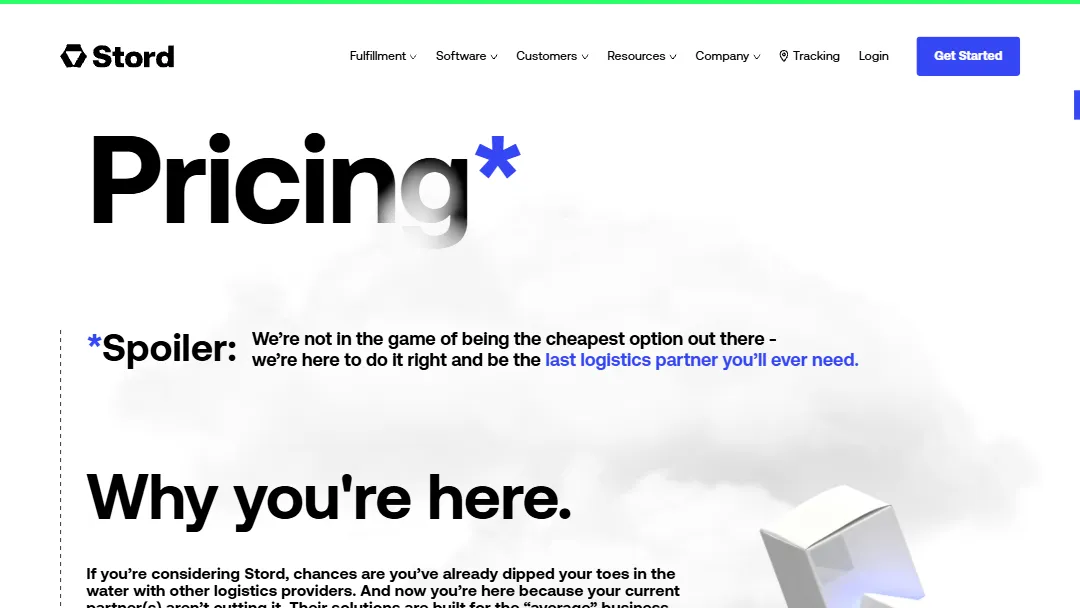 Stord
Fulfillment
Software
Customers
Resources
Company
Tracking
Login
Get Started
Pricing*
*Spoiler:
We’re not in the game of being the cheapest option out there -
we’re here to do it right and be the last logistics partner you’ll ever need.
Why you're here.
If you’re considering Stord, chances are you’ve already dipped your toes in the
water with other logistics providers. And now you’re here because your current
partner(s) aren’t cutting it. Their solutions are built for the “average” business